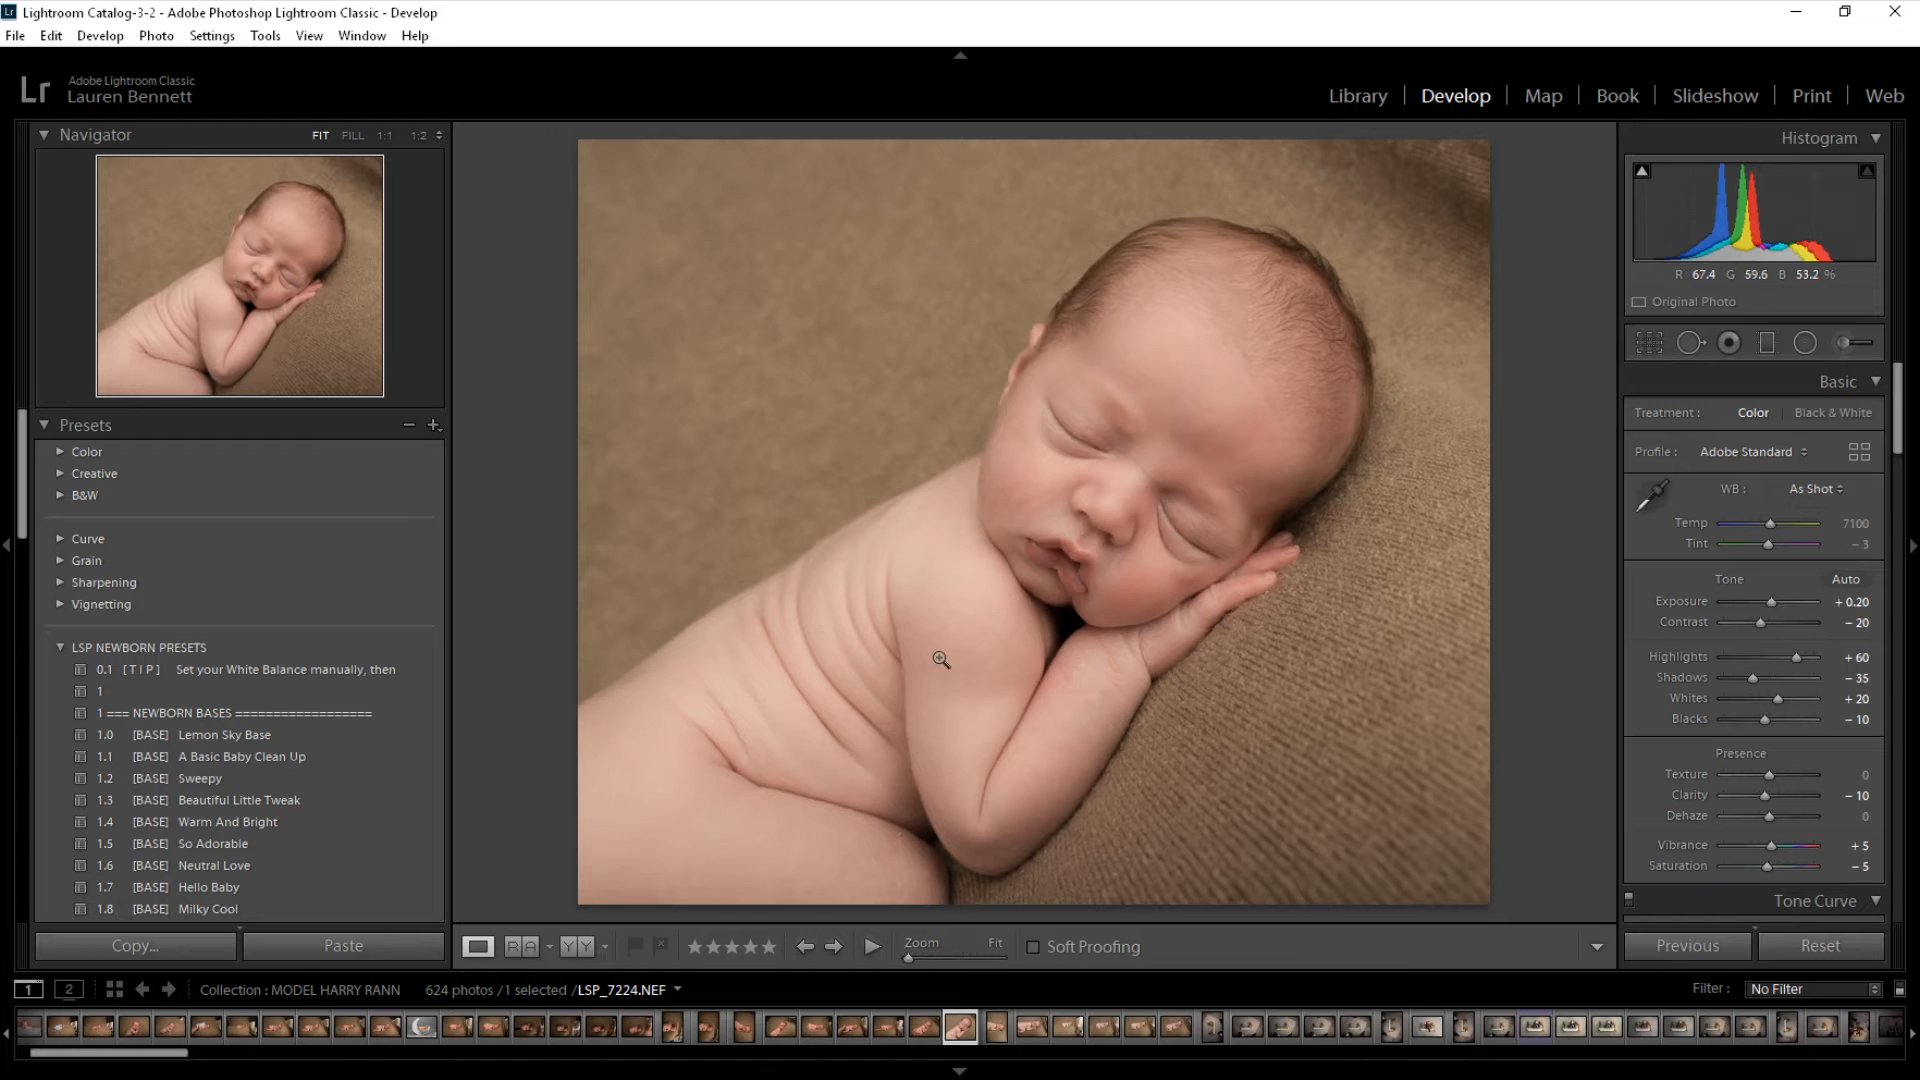 Lr Lightroom Catalog-3-2 - Adobe Photoshop Lightroom Classic - Develop
File Edit Develop Photo Settings Tools View Window Help
Lr
Adobe Lightroom Classic
Lauren Bennett
Library | Develop | Map | Book | Slideshow | Print | Web
Navigator FIT FILL 1:1 1:2
Presets
Color
Creative
B&W
Curve
Grain
Sharpening
Vignetting
LSP NEWBORN PRESETS
0.1 [ T I P ] Set your White Balance manually, then
1
1 === NEWBORN BASES ==================
1.0 [BASE] Lemon Sky Base
1.1 [BASE] A Basic Baby Clean Up
1.2 [BASE] Sweepy
1.3 [BASE] Beautiful Little Tweak
1.4 [BASE] Warm And Bright
1.5 [BASE] So Adorable
1.6 [BASE] Neutral Love
1.7 [BASE] Hello Baby
1.8 [BASE] Milky Cool
Copy... Paste
Histogram
R 67.4 G 59.6 B 53.2 %
Original Photo
Basic
Treatment : Color Black & White
Profile : Adobe Standard
WB : As Shot
Temp 7100
Tint - 3
Tone Auto
Exposure + 0.20
Contrast - 20
Highlights + 60
Shadows - 35
Whites + 20
Blacks - 10
Presence
Texture 0
Clarity - 10
Dehaze 0
Vibrance + 5
Saturation - 5
Tone Curve
Previous Reset
R A Y Y Zoom Fit Soft Proofing
1 2 Collection : MODEL HARRY RANN 624 photos / 1 selected / LSP_7224.NEF Filter : No Filter